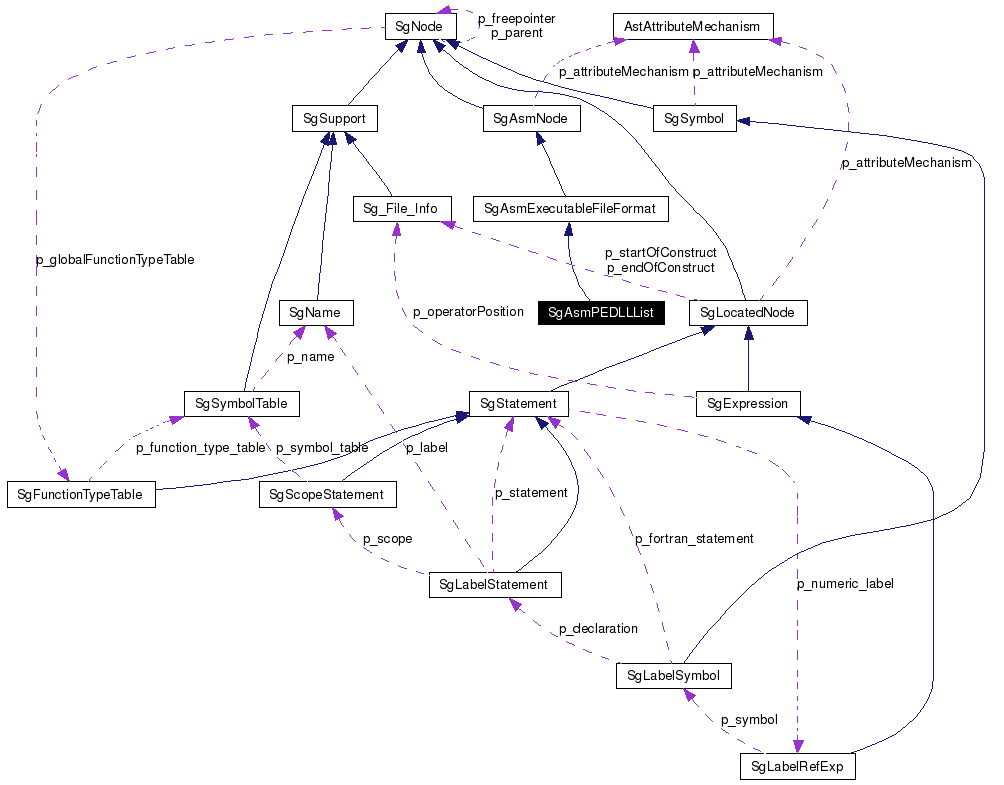 SgNode
p_freepointer
p_parent
AstAttributeMechanism
p_attributeMechanism
p_attributeMechanism
SgSupport
SgAsmNode
SgSymbol
p_attributeMechanism
Sg_File_Info
SgAsmExecutableFileFormat
p_globalFunctionTypeTable
p_startOfConstruct
p_endOfConstruct
SgName
p_operatorPosition
SgAsmPEDLLList
SgLocatedNode
p_name
SgSymbolTable
SgStatement
SgExpression
p_function_type_table
p_symbol_table
p_label
SgFunctionTypeTable
SgScopeStatement
p_statement
p_scope
p_fortran_statement
SgLabelStatement
p_numeric_label
p_declaration
SgLabelSymbol
p_symbol
SgLabelRefExp